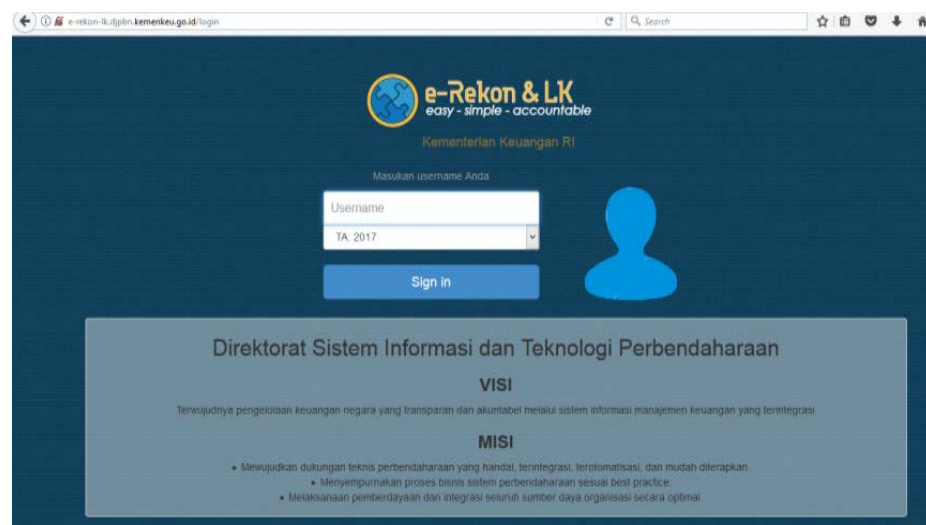 e-rekon-lk.djpbn.kemenkeu.go.id/login
Search
e-Rekon & LK
easy - simple - accountable
Kementerian Keuangan RI
Masukan username Anda
Username
TA. 2017
Sign in
Direktorat Sistem Informasi dan Teknologi Perbendaharaan
VISI
Terwujudnya pengelolaan keuangan negara yang transparan dan akuntabel melalui sistem informasi manajemen keuangan yang terintegrasi
MISI
• Mewujudkan dukungan teknis perbendaharaan yang handal, terintegrasi, terotomatisasi, dan mudah diterapkan.
• Menyempurnakan proses bisnis sistem perbendaharaan sesuai best practice.
• Melaksanaan pemberdayaan dan integrasi seluruh sumber daya organisasi secara optimal.